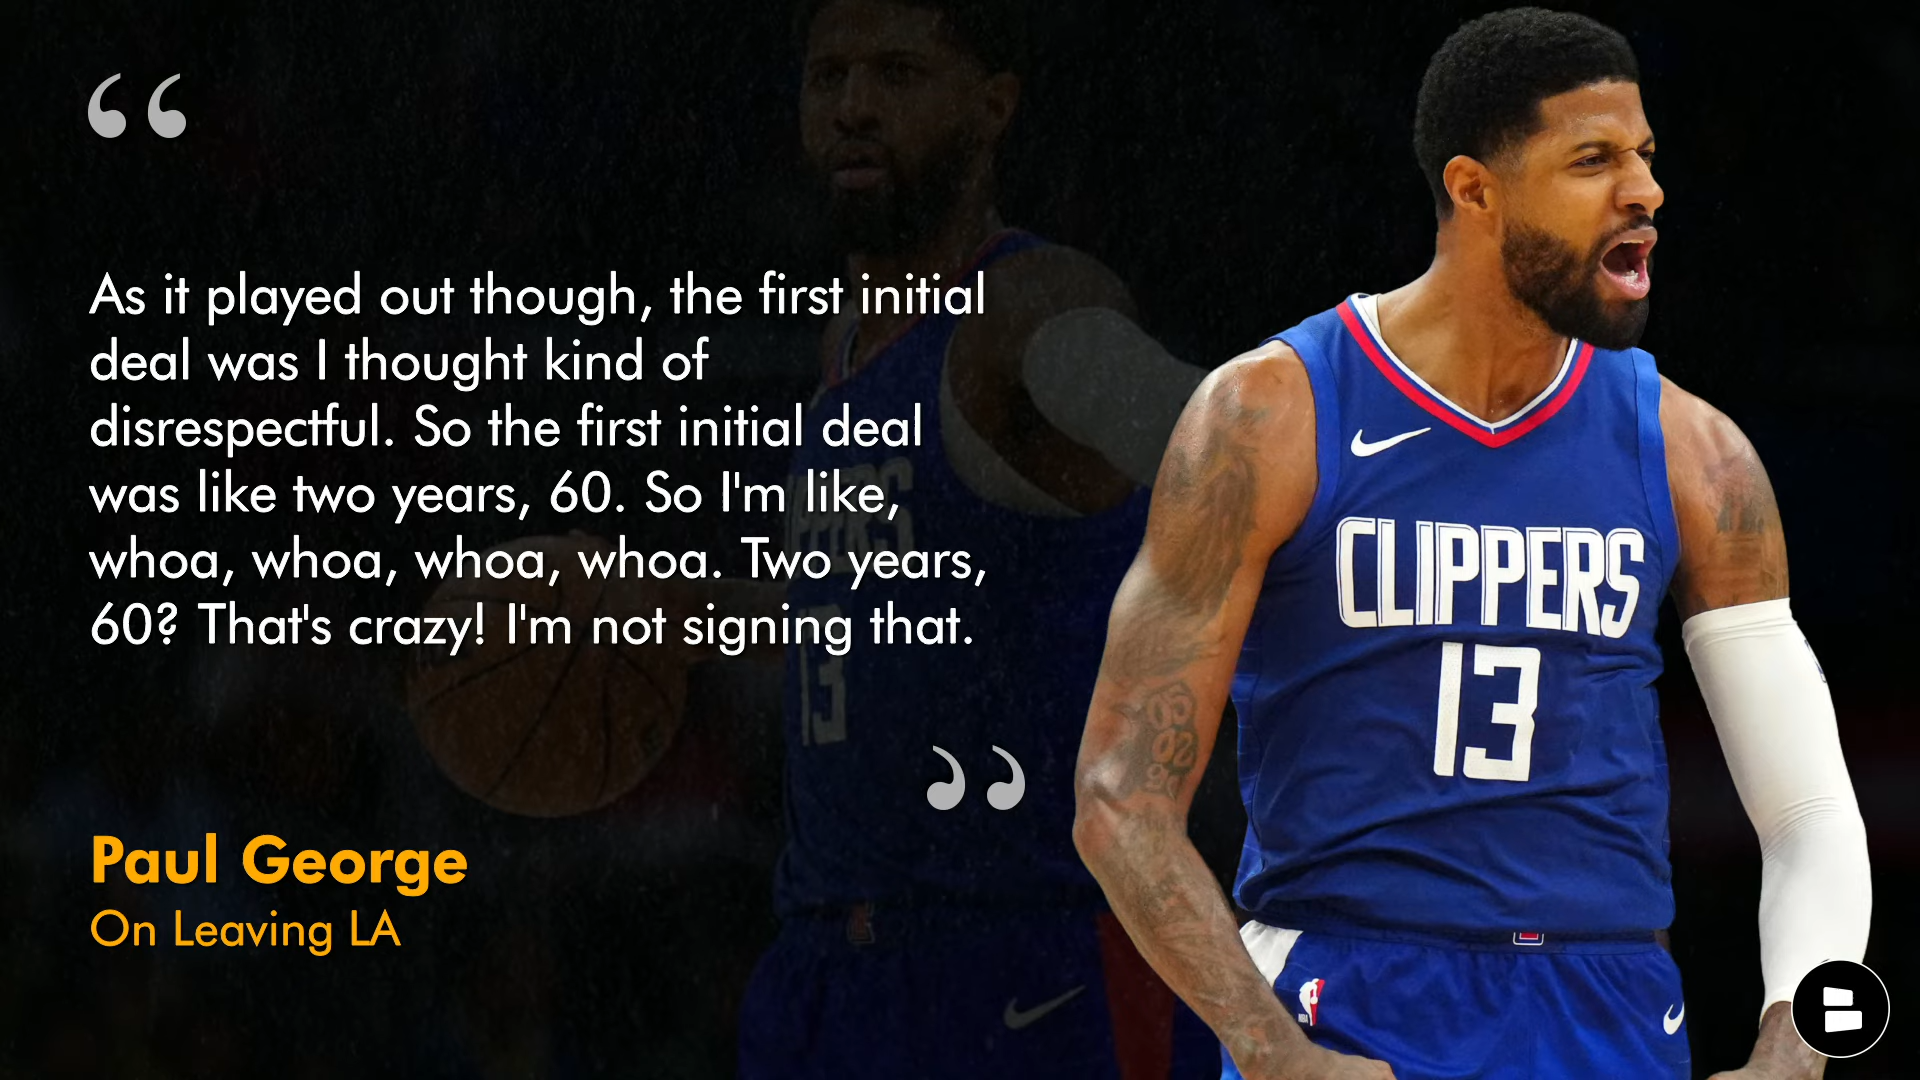 “
As it played out though, the first initial
deal was I thought kind of
disrespectful. So the first initial deal
was like two years, 60. So I'm like,
whoa, whoa, whoa, whoa. Two years,
60? That's crazy! I'm not signing that.
”
Paul George
On Leaving LA
CLIPPERS
13
CLIPPERS
13